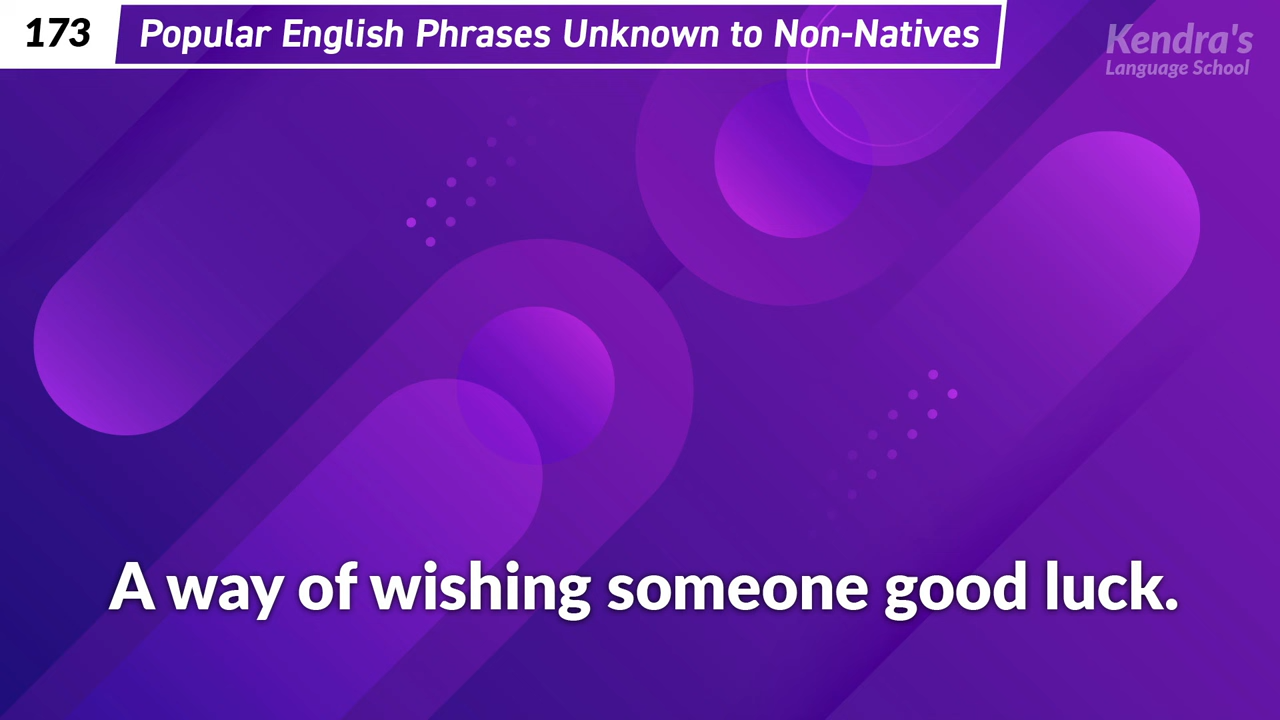 173 Popular English Phrases Unknown to Non-Natives
Kendra's
Language School
A way of wishing someone good luck.